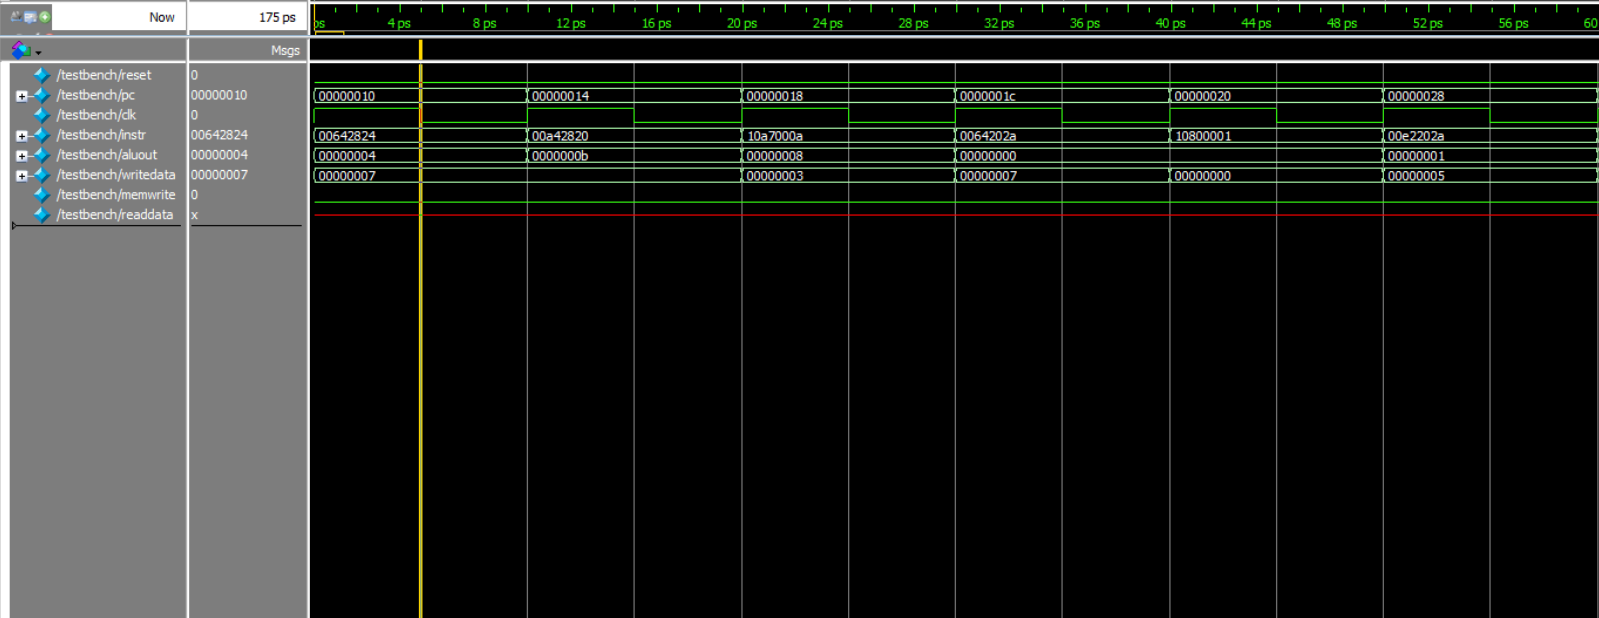 Now 175 ps ps 4 ps 8 ps 12 ps 16 ps 20 ps 24 ps 28 ps 32 ps 36 ps 40 ps 44 ps 48 ps 52 ps 56 ps 60
Msgs
/testbench/reset 0
/testbench/pc 00000010 00000010 00000014 00000018 0000001c 00000020 00000028
/testbench/clk 0
/testbench/instr 00642824 00642824 00a42820 10a7000a 0064202a 10800001 00e2202a
/testbench/aluout 00000004 00000004 0000000b 00000008 00000000 00000001
/testbench/writedata 00000007 00000007 00000003 00000007 00000000 00000005
/testbench/memwrite 0
/testbench/readdata x